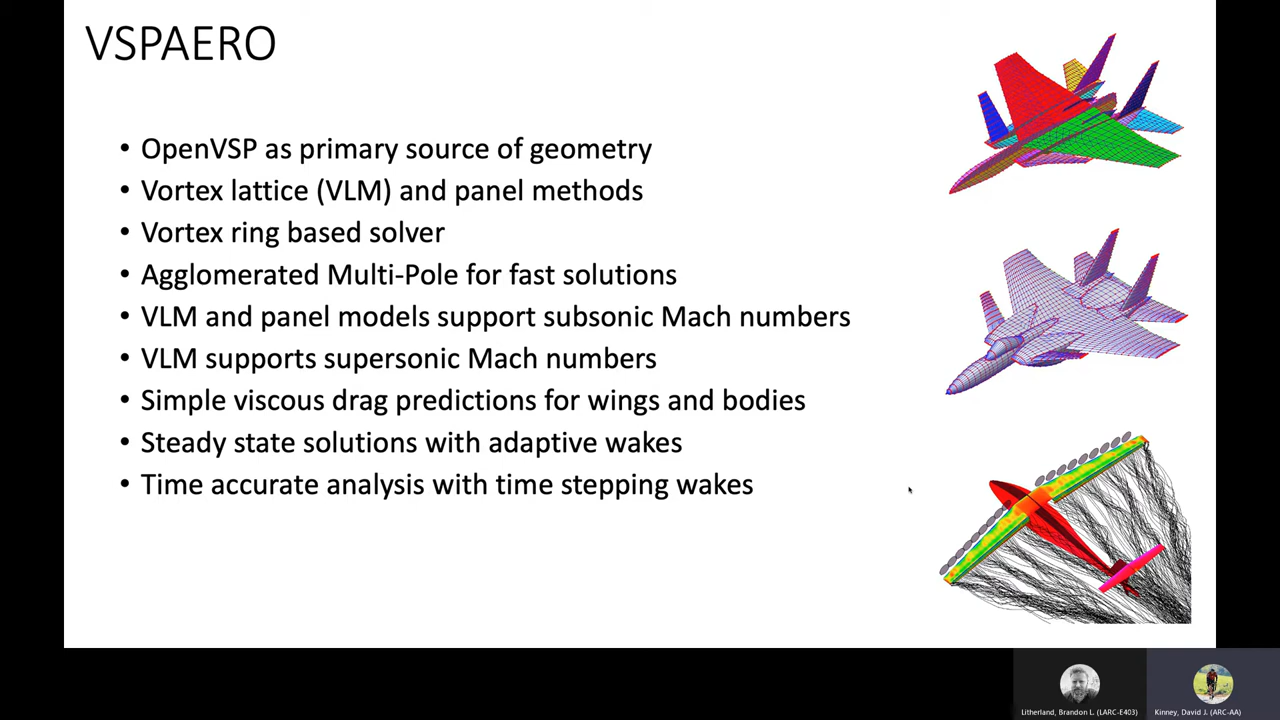 VSPAERO
• OpenVSP as primary source of geometry
• Vortex lattice (VLM) and panel methods
• Vortex ring based solver
• Agglomerated Multi-Pole for fast solutions
• VLM and panel models support subsonic Mach numbers
• VLM supports supersonic Mach numbers
• Simple viscous drag predictions for wings and bodies
• Steady state solutions with adaptive wakes
• Time accurate analysis with time stepping wakes
Litherland, Brandon L. (LARC-E403)
Kinney, David J. (ARC-AA)